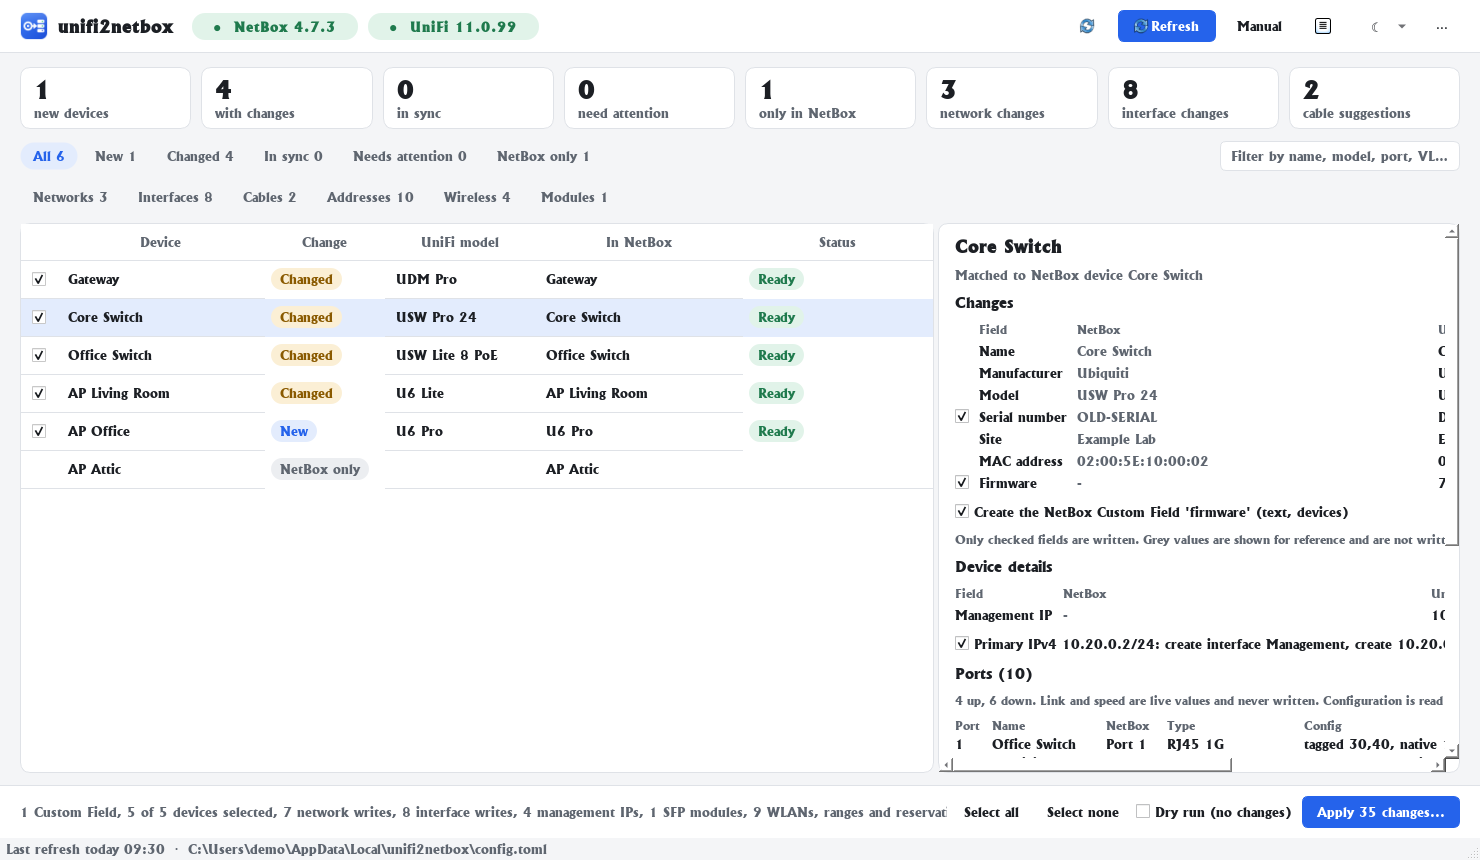 unifi2netbox
● NetBox 4.7.3
● UniFi 11.0.99
Refresh
Manual
...
1
new devices
4
with changes
0
in sync
0
need attention
1
only in NetBox
3
network changes
8
interface changes
2
cable suggestions
All 6
New 1
Changed 4
In sync 0
Needs attention 0
NetBox only 1
Filter by name, model, port, VL...
Networks 3
Interfaces 8
Cables 2
Addresses 10
Wireless 4
Modules 1
Device Change UniFi model In NetBox Status
Gateway Changed UDM Pro Gateway Ready
Core Switch Changed USW Pro 24 Core Switch Ready
Office Switch Changed USW Lite 8 PoE Office Switch Ready
AP Living Room Changed U6 Lite AP Living Room Ready
AP Office New U6 Pro U6 Pro Ready
AP Attic NetBox only AP Attic
Core Switch
Matched to NetBox device Core Switch
Changes
Field NetBox U
Name Core Switch C
Manufacturer Ubiquiti U
Model USW Pro 24 U
Serial number OLD-SERIAL D
Site Example Lab E
MAC address 02:00:5E:10:00:02 0
Firmware - 7
Create the NetBox Custom Field 'firmware' (text, devices)
Only checked fields are written. Grey values are shown for reference and are not writt
Device details
Field NetBox Un
Management IP - 10
Primary IPv4 10.20.0.2/24: create interface Management, create 10.20.0
Ports (10)
4 up, 6 down. Link and speed are live values and never written. Configuration is read
Port Name NetBox Type Config
1 Office Switch Port 1 RJ45 1G tagged 30,40, native
1 Custom Field, 5 of 5 devices selected, 7 network writes, 8 interface writes, 4 management IPs, 1 SFP modules, 9 WLANs, ranges and reservati
Select all
Select none
Dry run (no changes)
Apply 35 changes...
Last refresh today 09:30 · C:\Users\demo\AppData\Local\unifi2netbox\config.toml